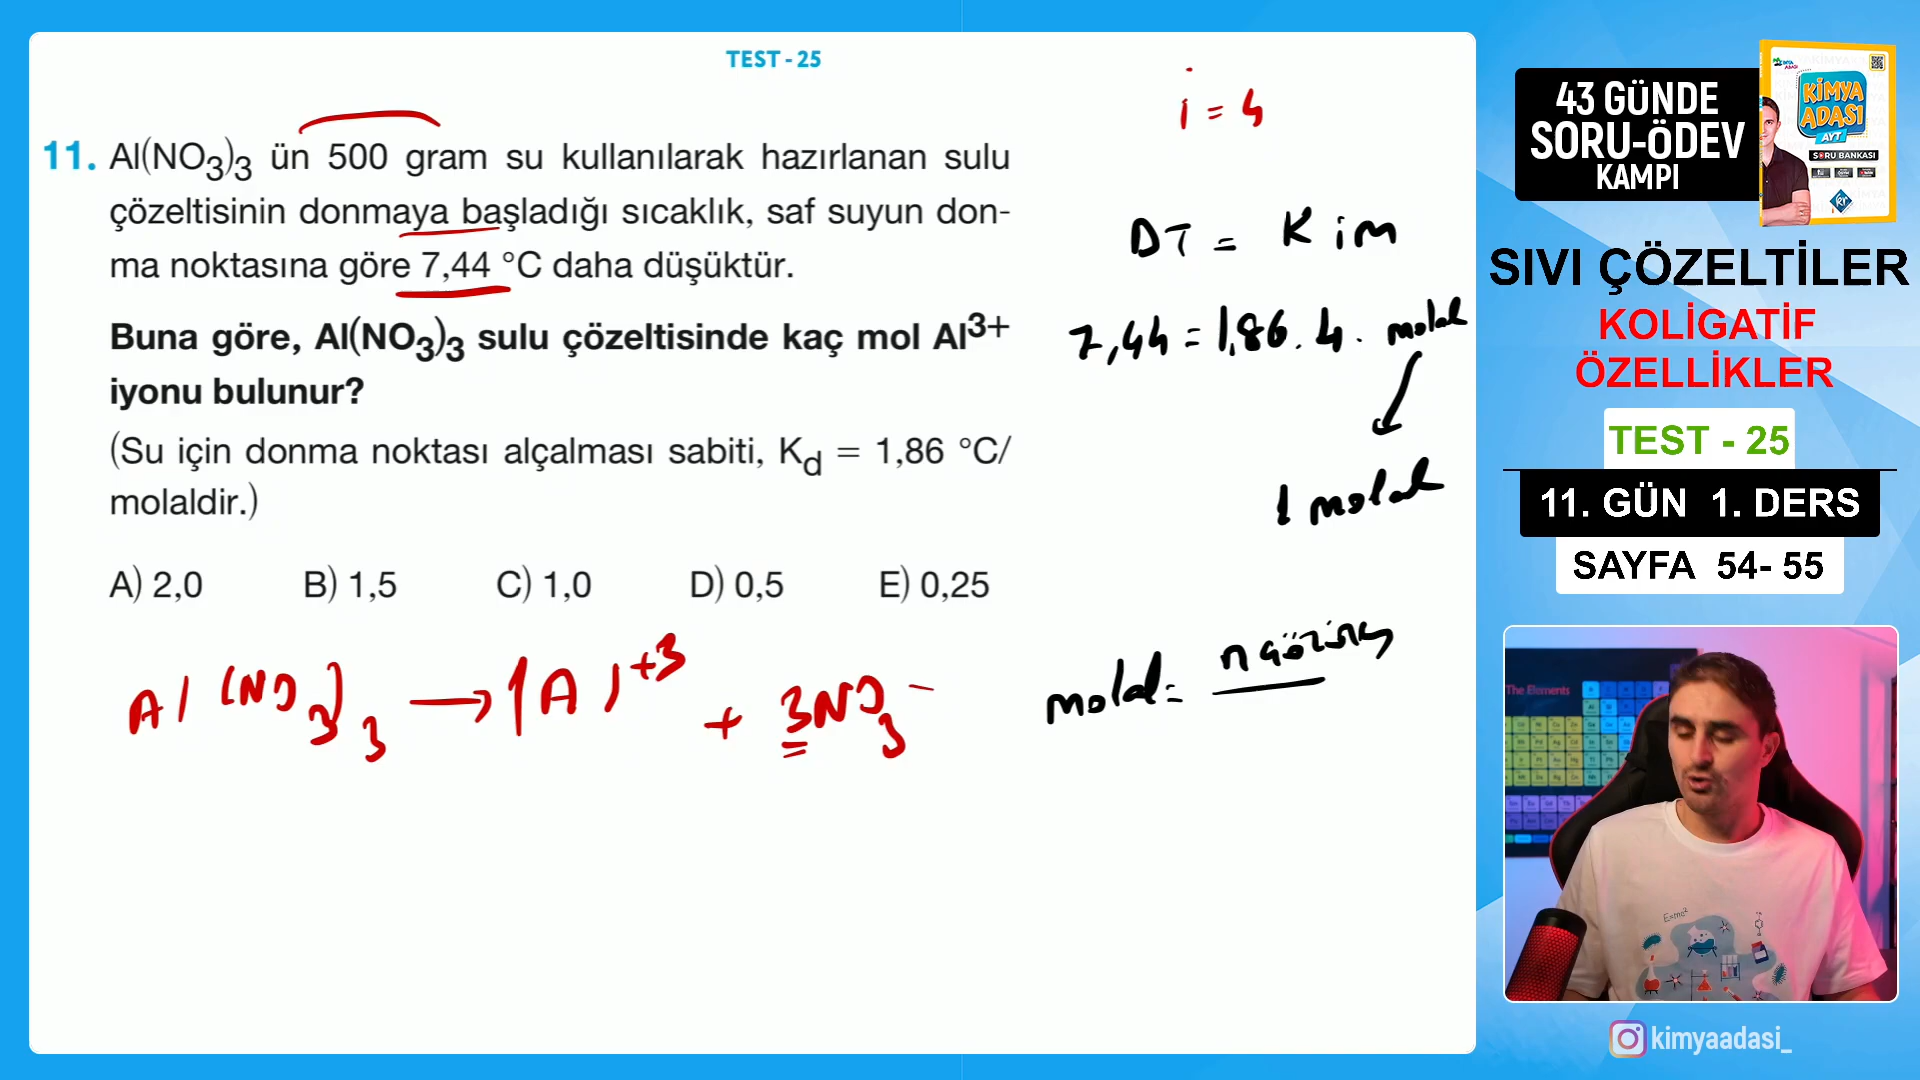 TEST - 25
11. Al(NO3)3 ün 500 gram su kullanılarak hazırlanan sulu
çözeltisinin donmaya başladığı sıcaklık, saf suyun don-
ma noktasına göre 7,44 °C daha düşüktür.
Buna göre, Al(NO3)3 sulu çözeltisinde kaç mol Al3+
iyonu bulunur?
(Su için donma noktası alçalması sabiti, Kd = 1,86 °C/
molaldir.)
A) 2,0 B) 1,5 C) 1,0 D) 0,5 E) 0,25
Al(NO3)3 → 1Al+3 + 3NO3-
i = 4
DT = Kim
7,44 = 1,86 . 4 . molal
1 molal
molal = n çözünen
43 GÜNDE
SORU-ÖDEV
KAMPI
KİMYA
ADASI
AYT
SORU BANKASI
SIVI ÇÖZELTİLER
KOLİGATİF
ÖZELLİKLER
TEST - 25
11. GÜN 1. DERS
SAYFA 54- 55
The Elements
E=mc²
kimyaadasi_